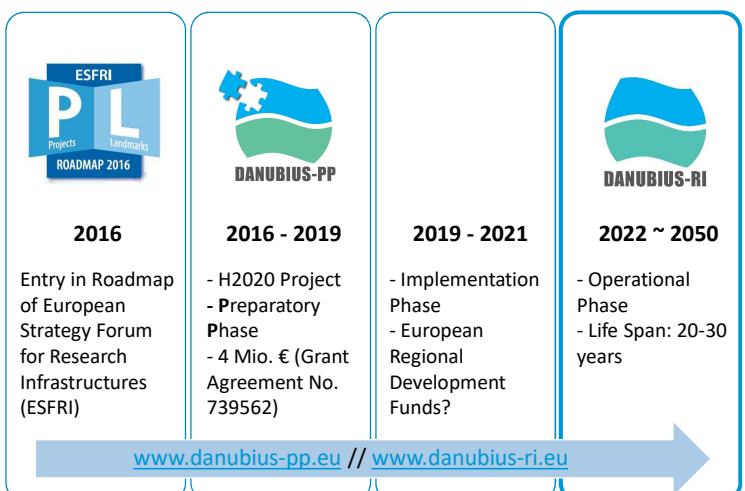 ESFRI
P L
Projects Landmarks
ROADMAP 2016
2016
Entry in Roadmap
of European
Strategy Forum
for Research
Infrastructures
(ESFRI)
DANUBIUS-PP
2016 - 2019
- H2020 Project
- Preparatory
Phase
- 4 Mio. € (Grant
Agreement No.
739562)
2019 - 2021
- Implementation
Phase
- European
Regional
Development
Funds?
DANUBIUS-RI
2022 ~ 2050
- Operational
Phase
- Life Span: 20-30
years
www.danubius-pp.eu // www.danubius-ri.eu